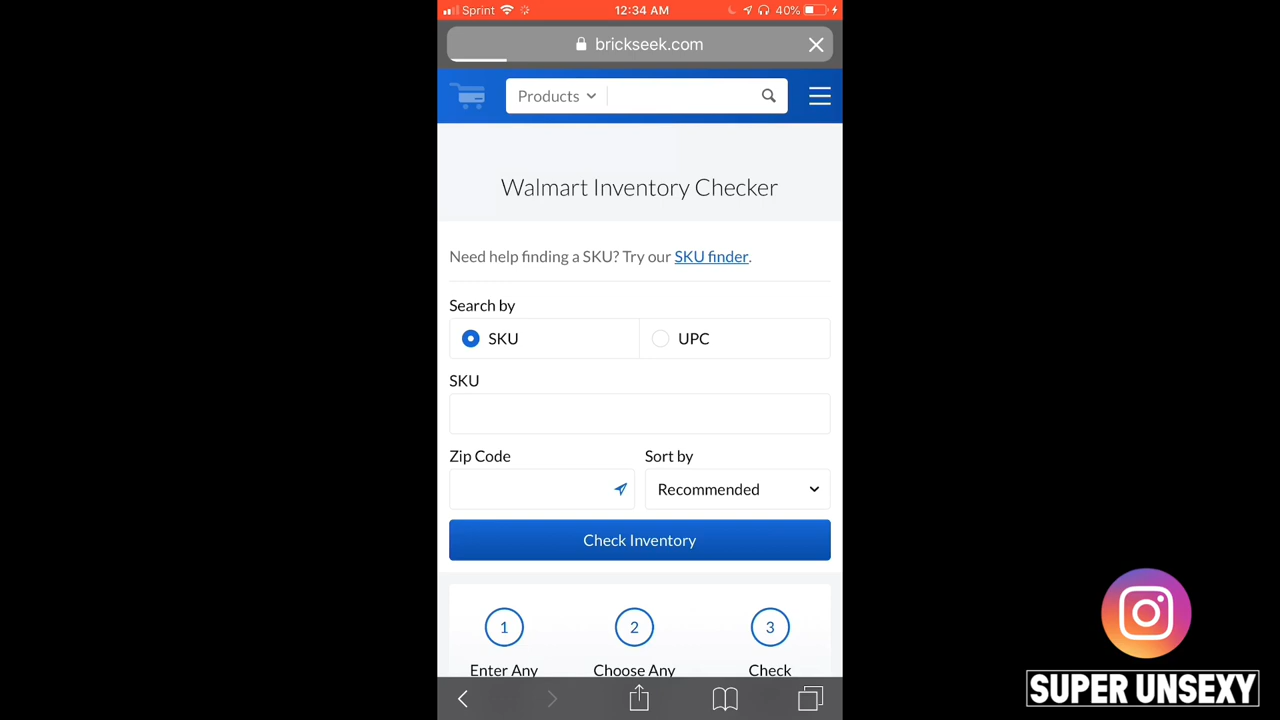 Sprint 12:34 AM 40%
brickseek.com
Products
Walmart Inventory Checker
Need help finding a SKU? Try our SKU finder.
Search by
SKU UPC
SKU
Zip Code Sort by
Recommended
Check Inventory
1 2 3
Enter Any Choose Any Check
SUPER UNSEXY